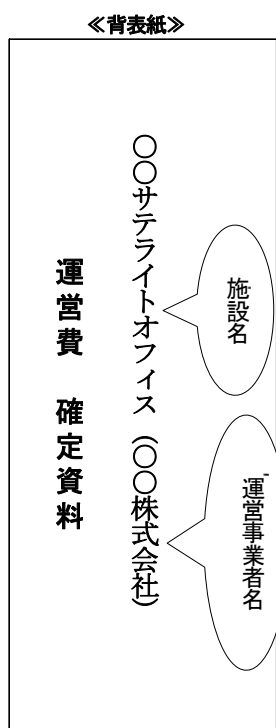 ≪背表紙≫
施設名
運営事業者名
〇〇サテライトオフィス（〇〇株式会社）
運営費　確定資料